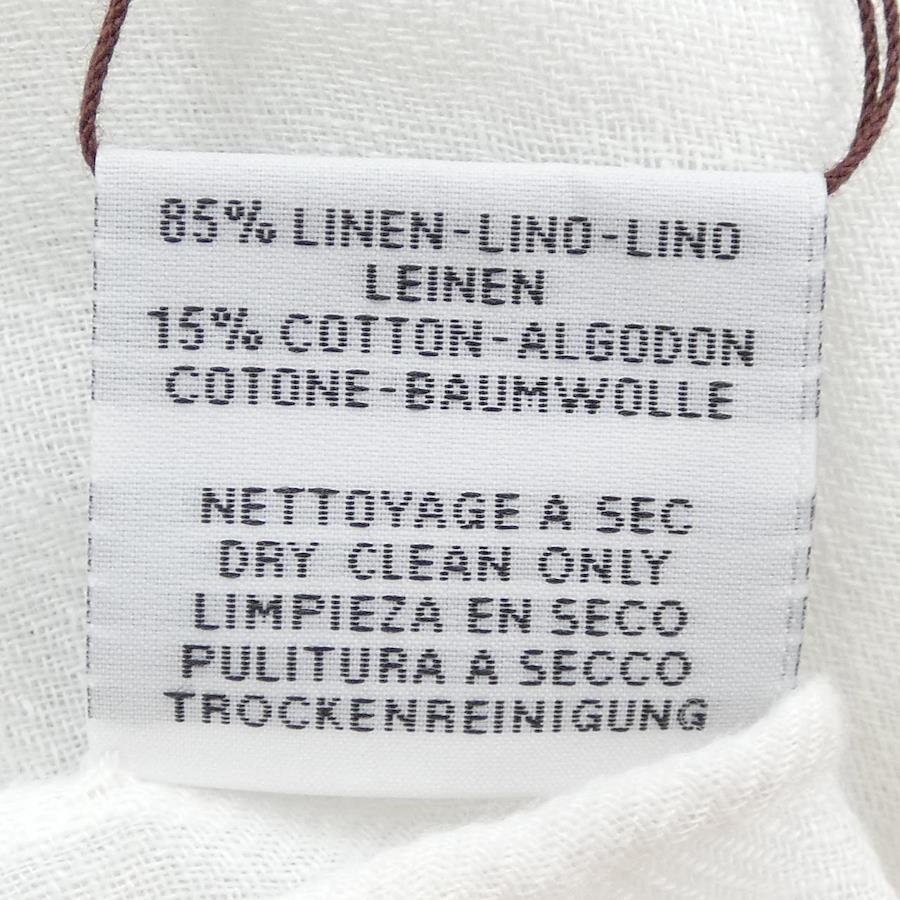 85% LINEN-LINO-LINO
LEINEN
15% COTTON-ALGODON
COTONE-BAUMWOLLE
NETTOYAGE A SEC
DRY CLEAN ONLY
LIMPIEZA EN SECO
PULITURA A SECCO
TROCKENREINIGUNG